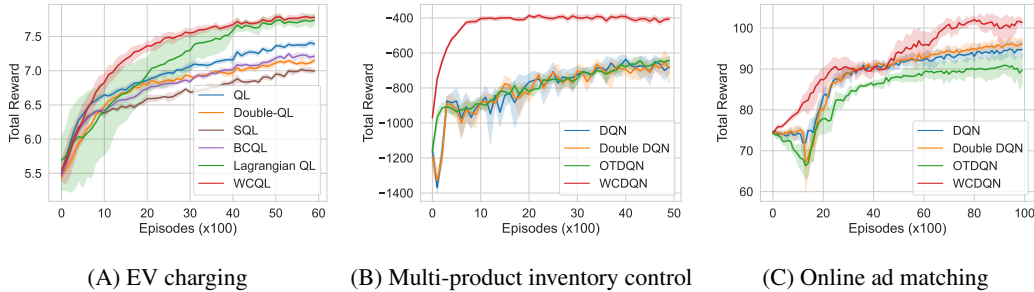 Total Reward
7.5
7.0
6.5
6.0
5.5
QL
Double-QL
SQL
BCQL
Lagrangian QL
WCQL
0 10 20 30 40 50 60
Episodes (x100)
(A) EV charging
Total Reward
−400
−600
−800
−1000
−1200
−1400
DQN
Double DQN
OTDQN
WCDQN
0 10 20 30 40 50
Episodes (x100)
(B) Multi-product inventory control
Total Reward
100
90
80
70
60
DQN
Double DQN
OTDQN
WCDQN
0 20 40 60 80 100
Episodes (x100)
(C) Online ad matching